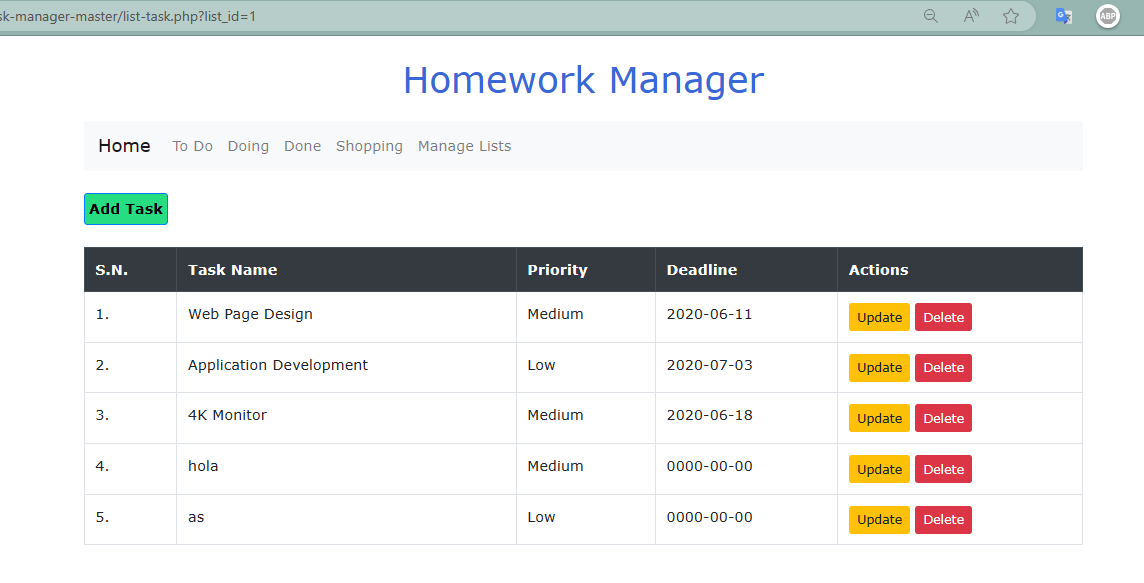 sk-manager-master/list-task.php?list_id=1
ABP
Homework Manager
Home To Do Doing Done Shopping Manage Lists
Add Task
S.N. Task Name Priority Deadline Actions
1. Web Page Design Medium 2020-06-11 Update Delete
2. Application Development Low 2020-07-03 Update Delete
3. 4K Monitor Medium 2020-06-18 Update Delete
4. hola Medium 0000-00-00 Update Delete
5. as Low 0000-00-00 Update Delete